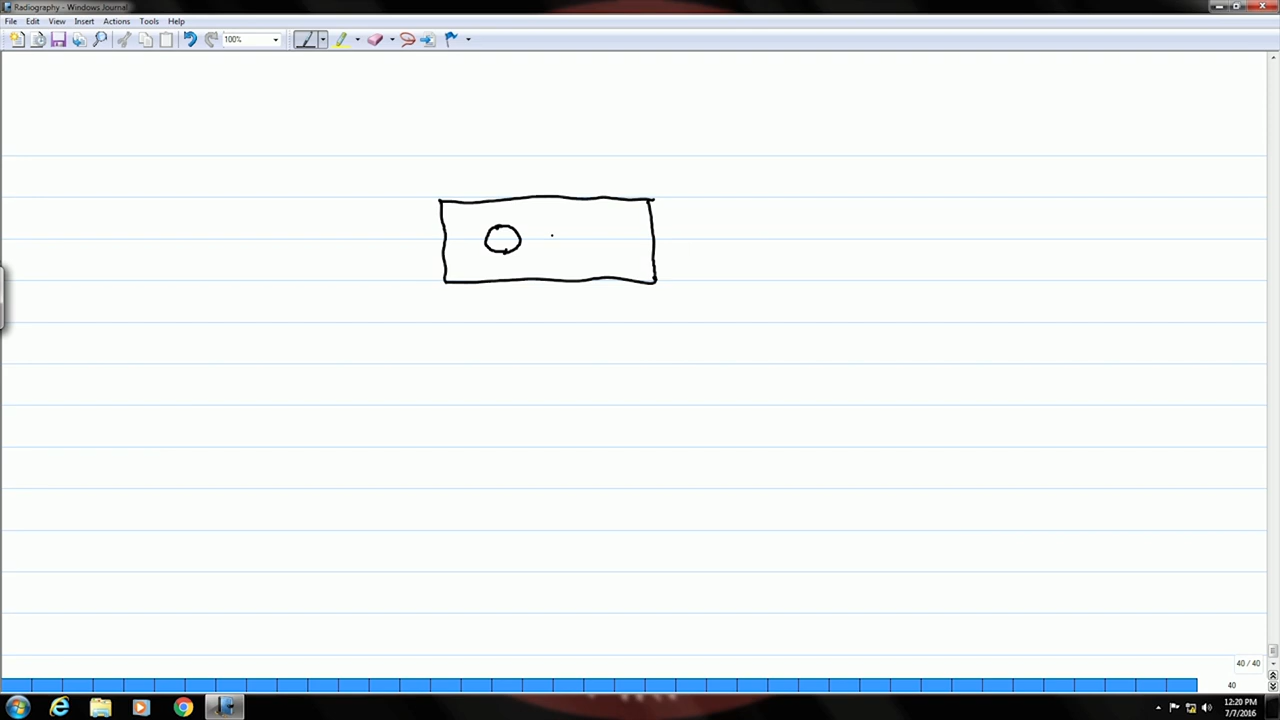 Radiography - Windows Journal
File Edit View Insert Actions Tools Help
100%
40 / 40
40
12:20 PM
7/7/2016